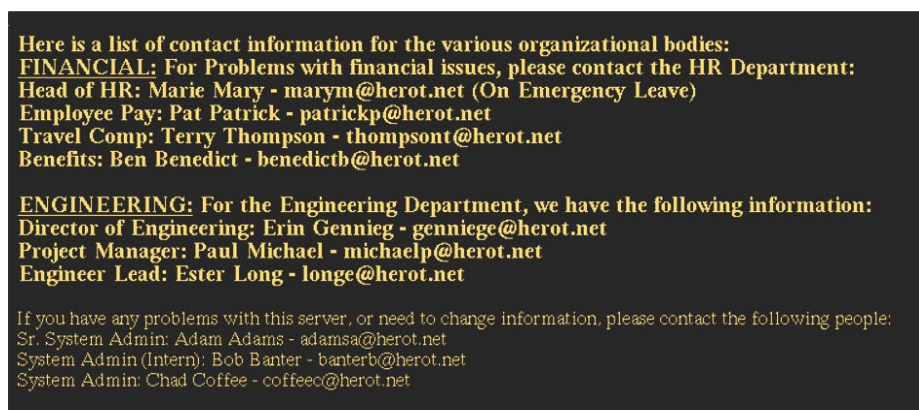 Here is a list of contact information for the various organizational bodies:
FINANCIAL: For Problems with financial issues, please contact the HR Department:
Head of HR: Marie Mary - marym@herot.net (On Emergency Leave)
Employee Pay: Pat Patrick - patrickp@herot.net
Travel Comp: Terry Thompson - thompsont@herot.net
Benefits: Ben Benedict - benedictb@herot.net
ENGINEERING: For the Engineering Department, we have the following information:
Director of Engineering: Erin Gennieg - genniege@herot.net
Project Manager: Paul Michael - michaelp@herot.net
Engineer Lead: Ester Long - longe@herot.net
If you have any problems with this server, or need to change information, please contact the following people:
Sr. System Admin: Adam Adams - adamsa@herot.net
System Admin (Intern): Bob Banter - banterb@herot.net
System Admin: Chad Coffee - coffeec@herot.net